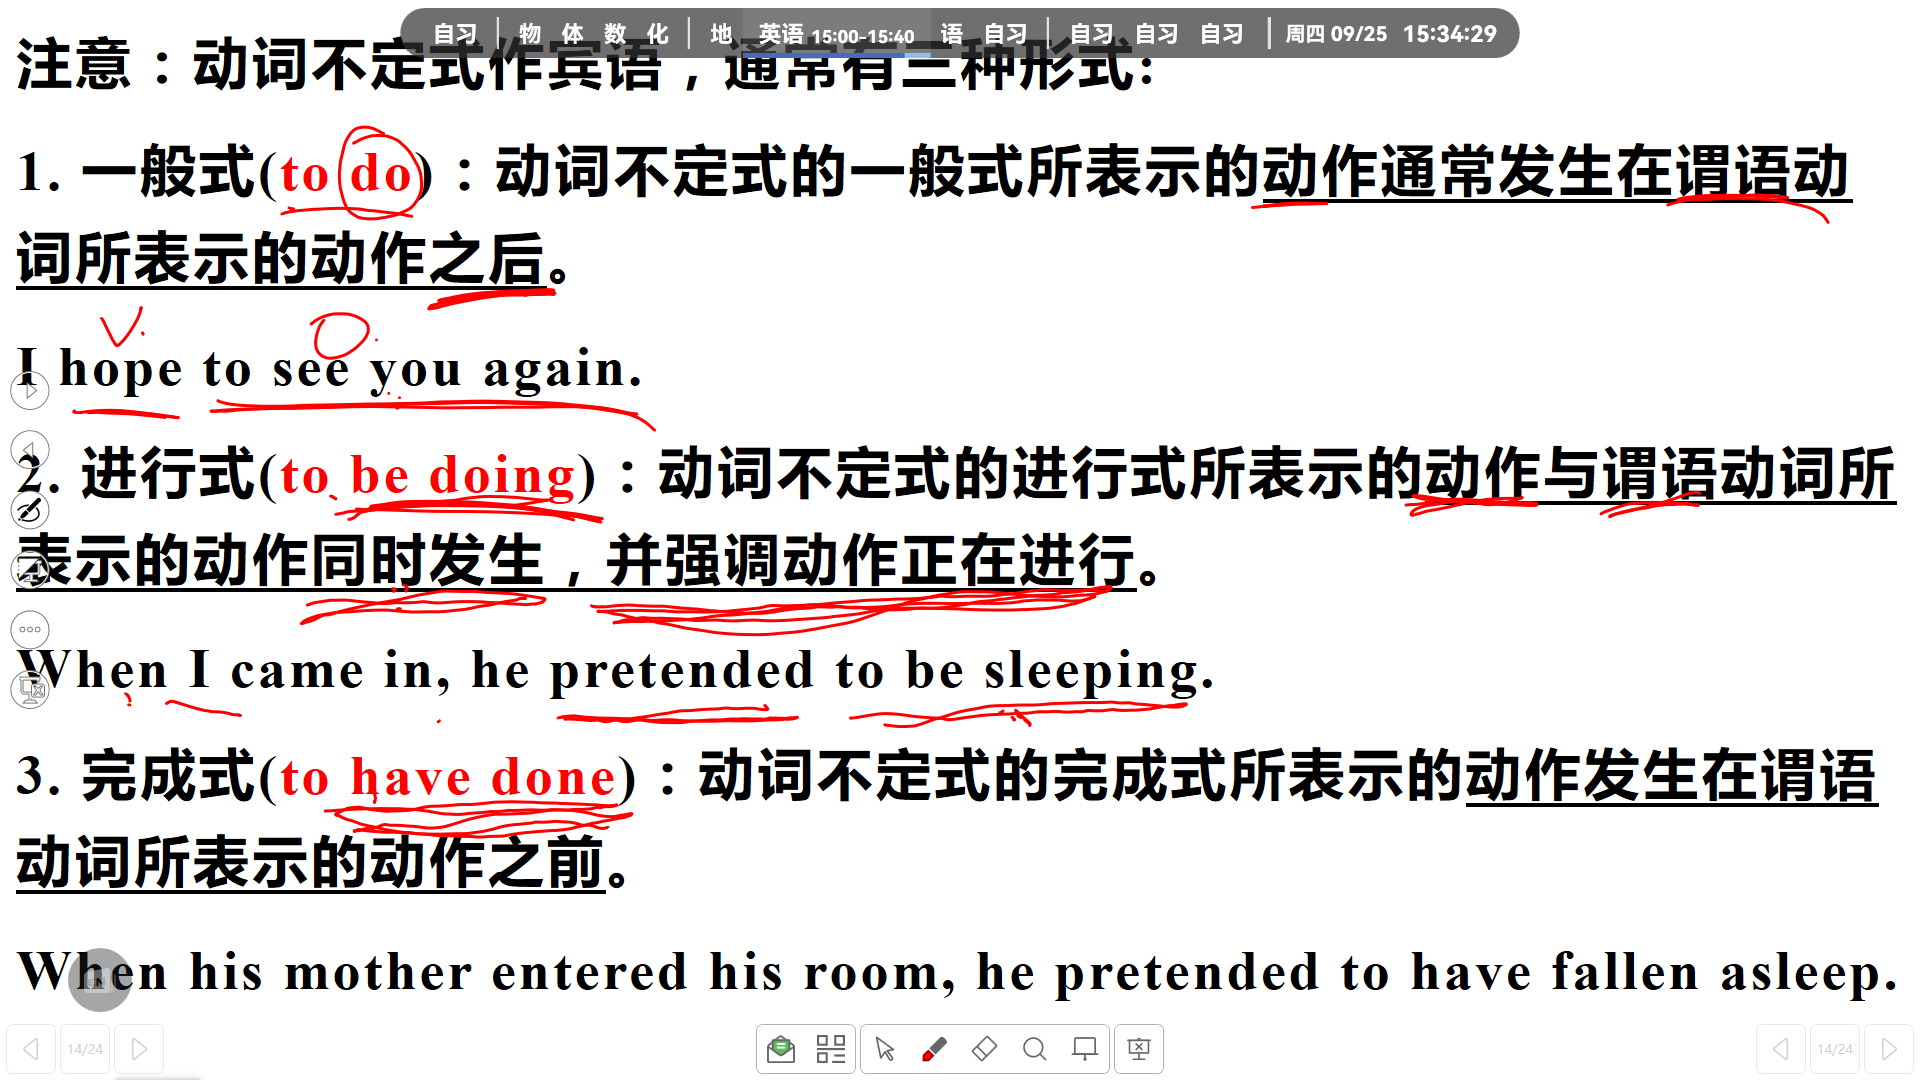 自习 | 物 体 数 化 | 地 英语 15:00-15:40 语 自习 | 自习 自习 自习 | 周四 09/25 15:34:29
注意：动词不定式作宾语，通常有三种形式:
1. 一般式(to do)：动词不定式的一般式所表示的动作通常发生在谓语动
词所表示的动作之后。
V. O.
I hope to see you again.
2. 进行式(to be doing)：动词不定式的进行式所表示的动作与谓语动词所
表示的动作同时发生，并强调动作正在进行。
When I came in, he pretended to be sleeping.
3. 完成式(to have done)：动词不定式的完成式所表示的动作发生在谓语
动词所表示的动作之前。
When his mother entered his room, he pretended to have fallen asleep.
EN
14/24 14/24